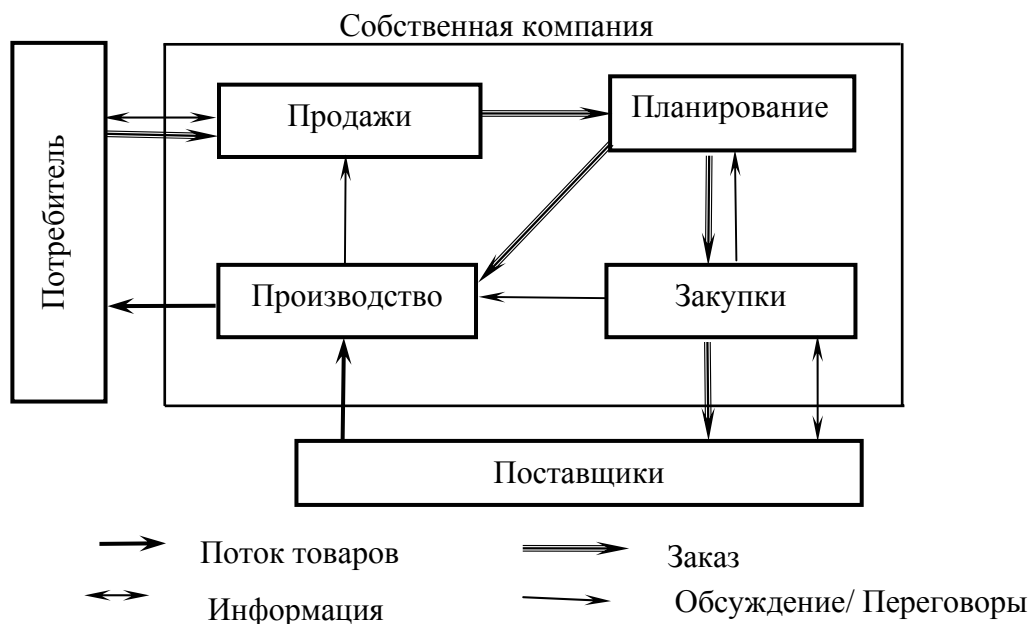 Собственная компания
Потребитель
Продажи
Планирование
Производство
Закупки
Поставщики
Поток товаров
Заказ
Информация
Обсуждение/ Переговоры